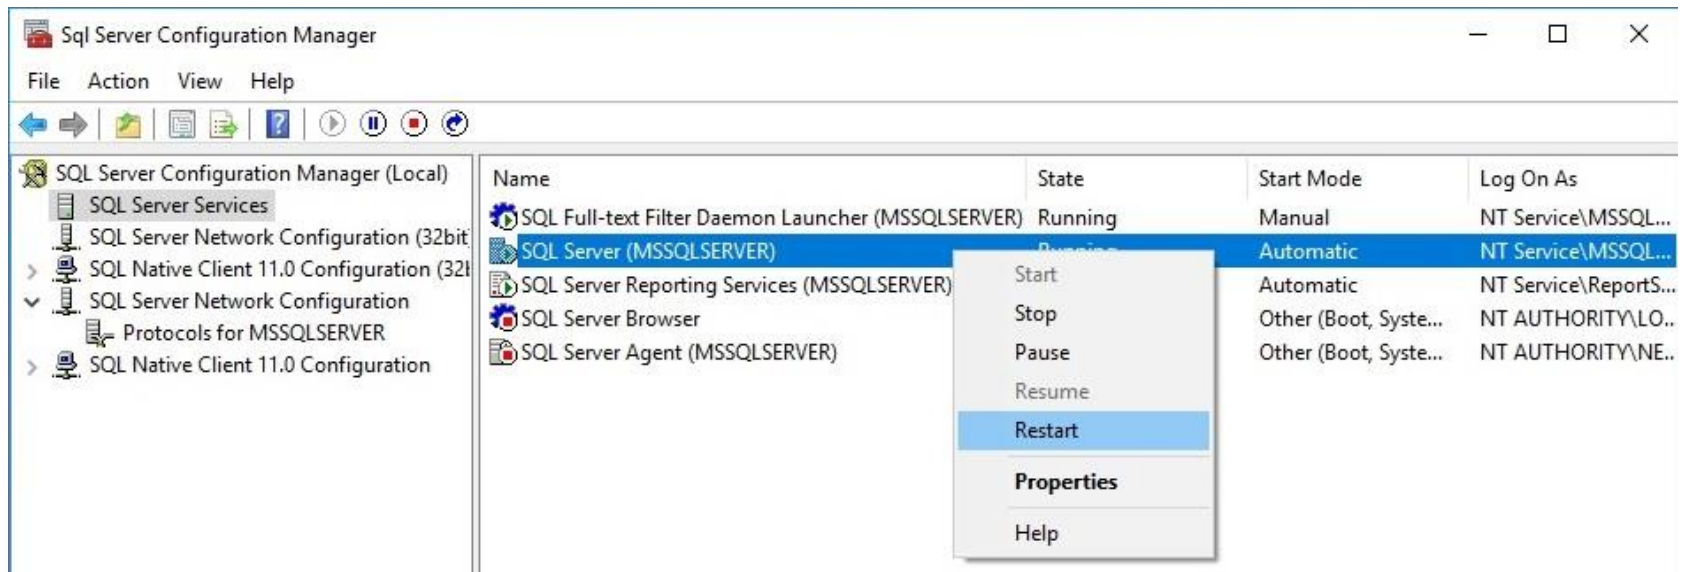 Sql Server Configuration Manager
File Action View Help
SQL Server Configuration Manager (Local)
SQL Server Services
SQL Server Network Configuration (32bit
SQL Native Client 11.0 Configuration (32b
SQL Server Network Configuration
Protocols for MSSQLSERVER
SQL Native Client 11.0 Configuration
Name State Start Mode Log On As
SQL Full-text Filter Daemon Launcher (MSSQLSERVER) Running Manual NT Service\MSSQL...
SQL Server (MSSQLSERVER) Running Automatic NT Service\MSSQL...
SQL Server Reporting Services (MSSQLSERVER) Automatic NT Service\ReportS...
SQL Server Browser Other (Boot, Syste... NT AUTHORITY\LO..
SQL Server Agent (MSSQLSERVER) Other (Boot, Syste... NT AUTHORITY\NE..
Start
Stop
Pause
Resume
Restart
Properties
Help